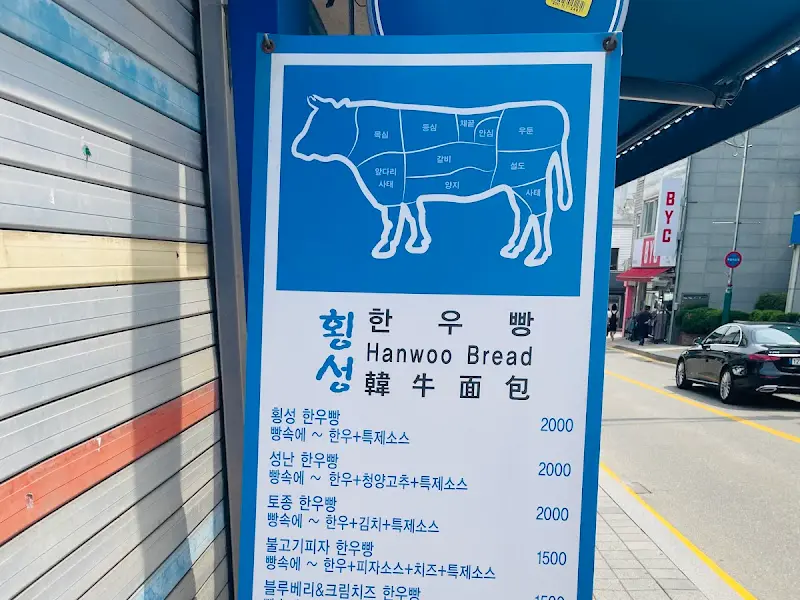 목심
등심
채끝
안심
우둔
갈비
앞다리
사태
양지
설도
사태
횡성
한우빵
Hanwoo Bread
韓牛面包
횡성 한우빵 2000
빵속에 ~ 한우+특제소스
성난 한우빵 2000
빵속에 ~ 한우+청양고추+특제소스
토종 한우빵 2000
빵속에 ~ 한우+김치+특제소스
불고기피자 한우빵 1500
빵속에 ~ 한우+피자소스+치즈+특제소스
블루베리&크림치즈 한우빵 1500
BYC